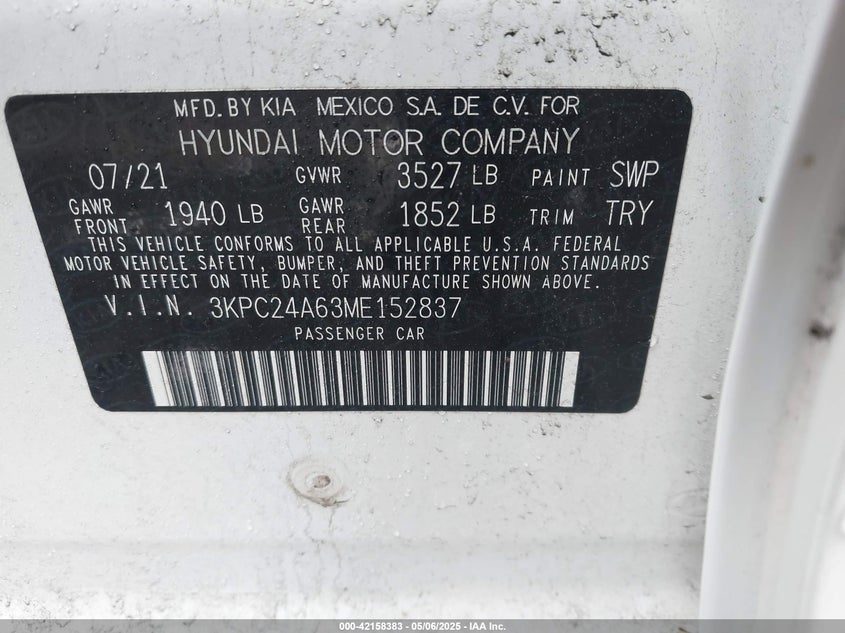 MFD. BY KIA MEXICO S.A. DE C.V. FOR
HYUNDAI MOTOR COMPANY
07/21 GVWR 3527 LB PAINT SWP
GAWR FRONT 1940 LB GAWR REAR 1852 LB TRIM TRY
THIS VEHICLE CONFORMS TO ALL APPLICABLE U.S.A. FEDERAL
MOTOR VEHICLE SAFETY, BUMPER, AND THEFT PREVENTION STANDARDS
IN EFFECT ON THE DATE OF MANUFACTURE SHOWN ABOVE.
V.I.N. 3KPC24A63ME152837
PASSENGER CAR
000-42158383 - 05/06/2025 - IAA Inc.